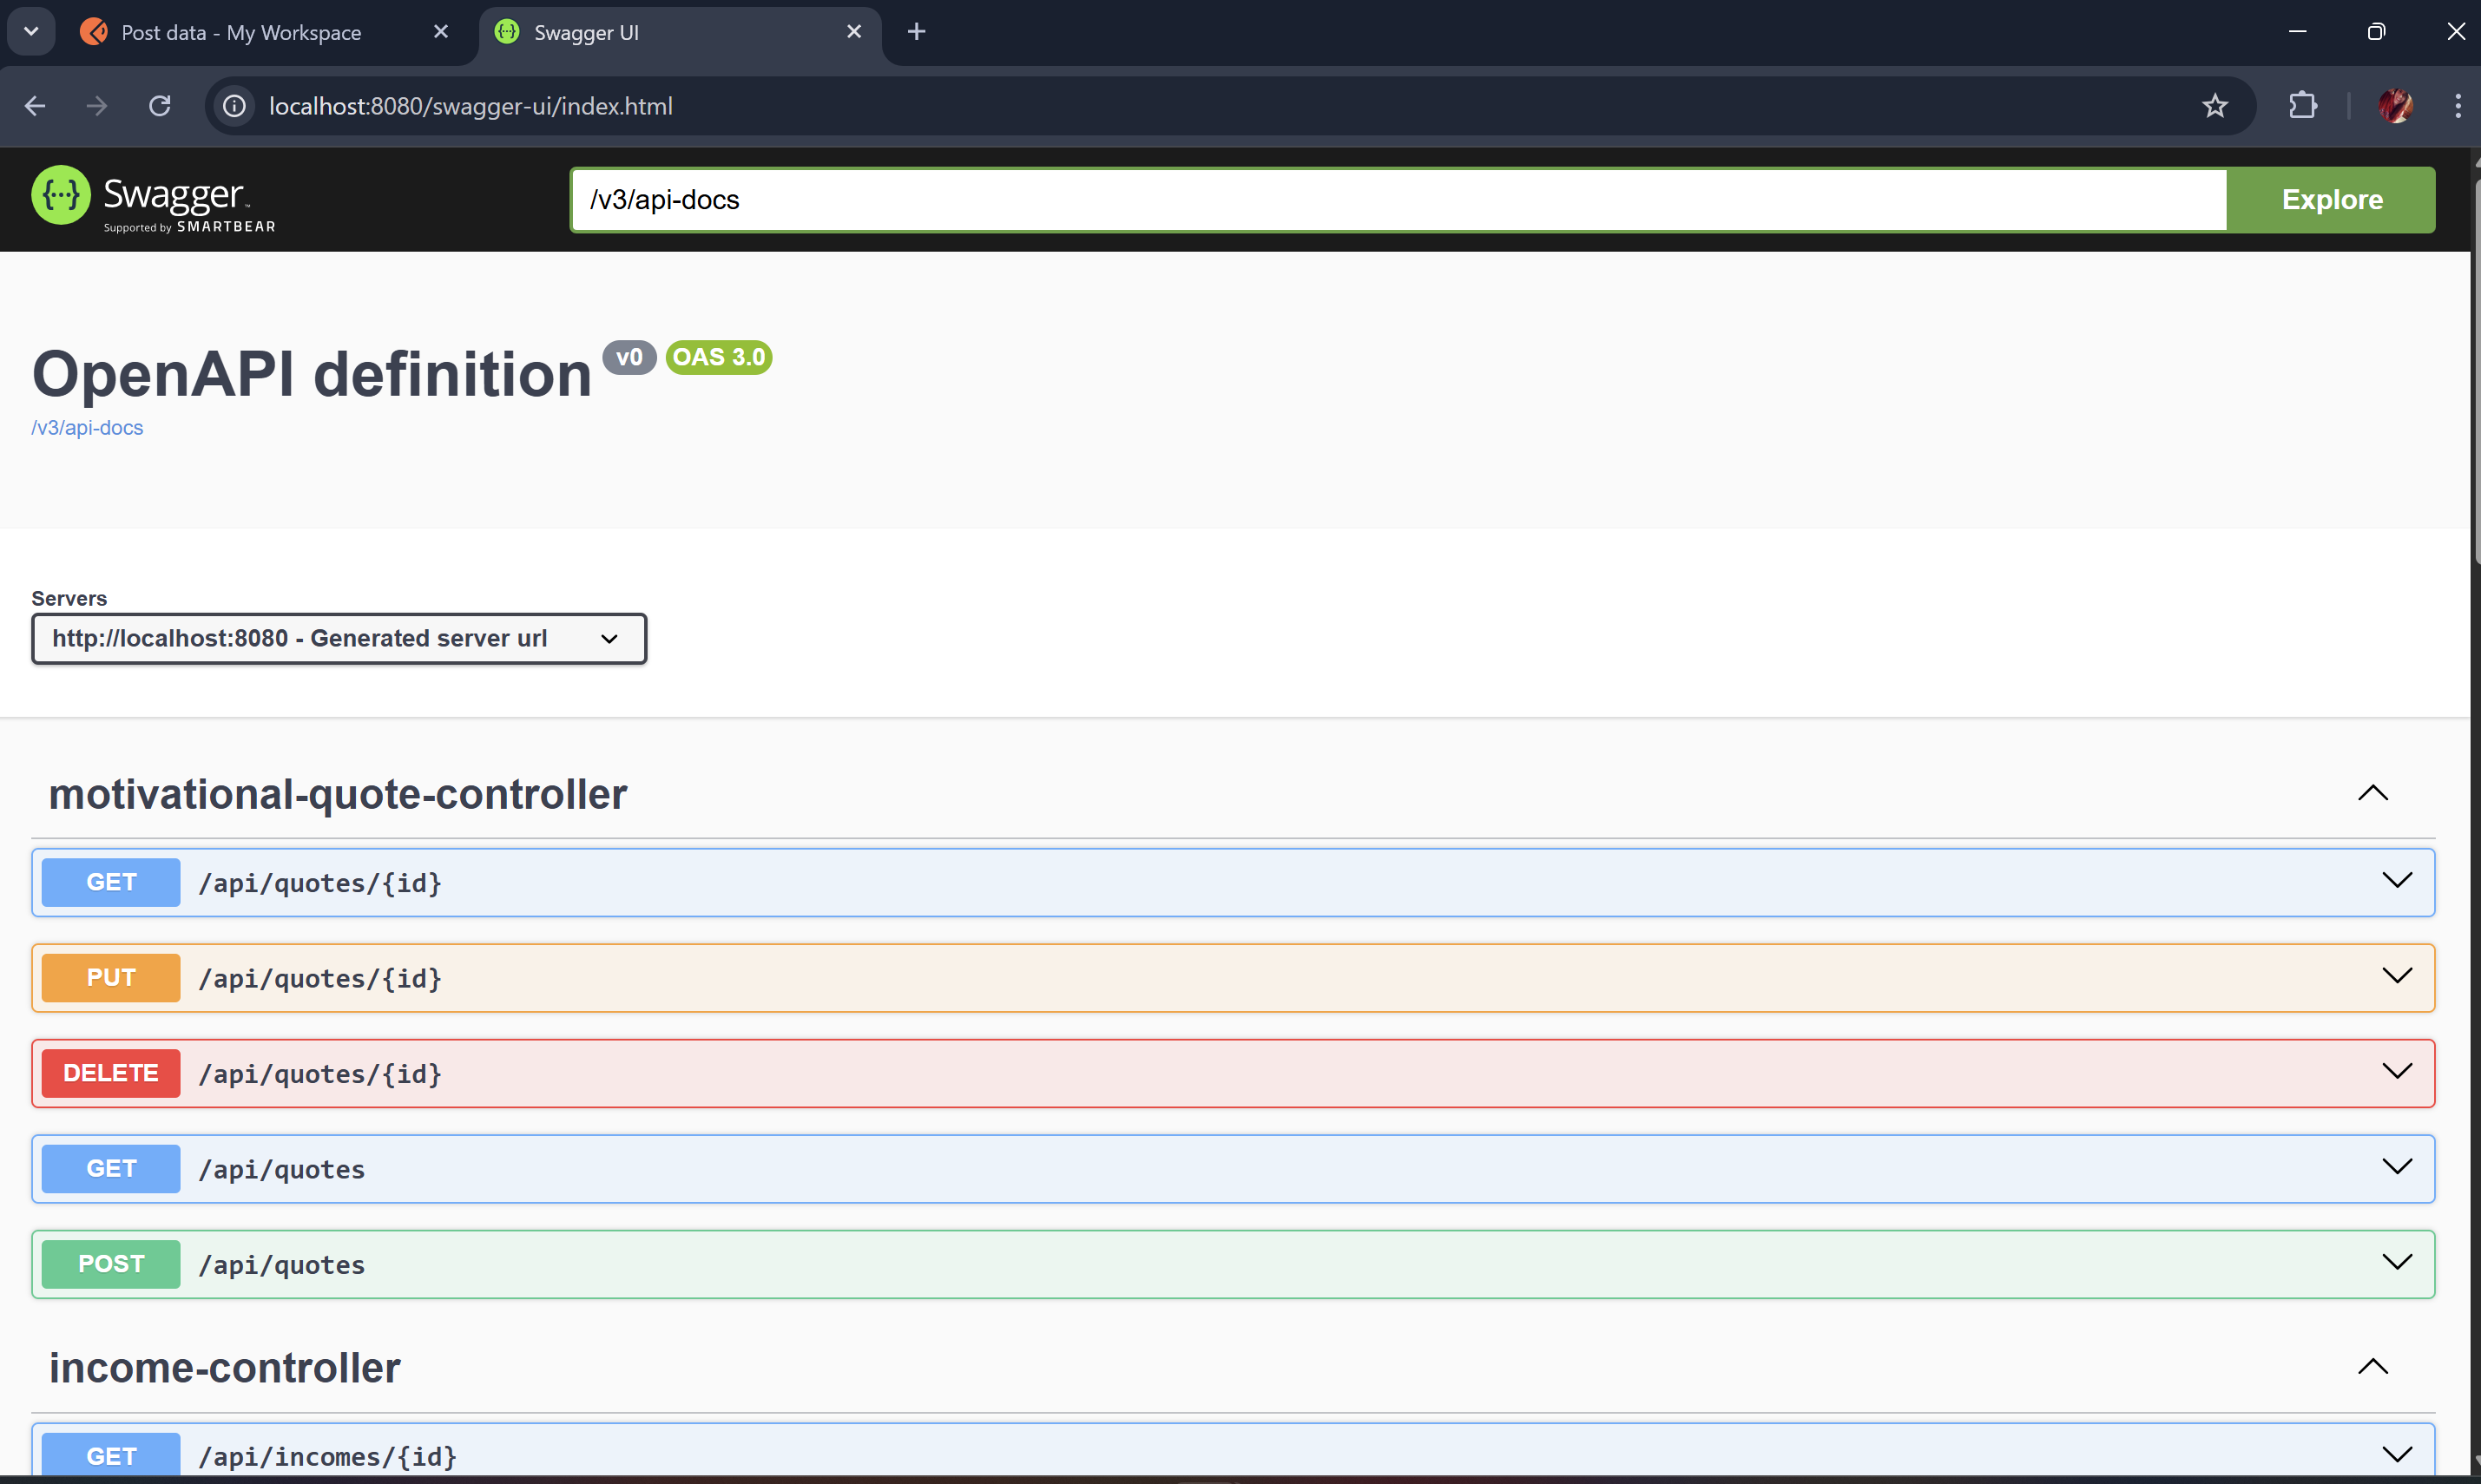 Post data - My Workspace
Swagger UI
localhost:8080/swagger-ui/index.html
{···} Swagger™
Supported by SMARTBEAR
/v3/api-docs
Explore
OpenAPI definition v0 OAS 3.0
/v3/api-docs
Servers
http://localhost:8080 - Generated server url
motivational-quote-controller
GET /api/quotes/{id}
PUT /api/quotes/{id}
DELETE /api/quotes/{id}
GET /api/quotes
POST /api/quotes
income-controller
GET /api/incomes/{id}